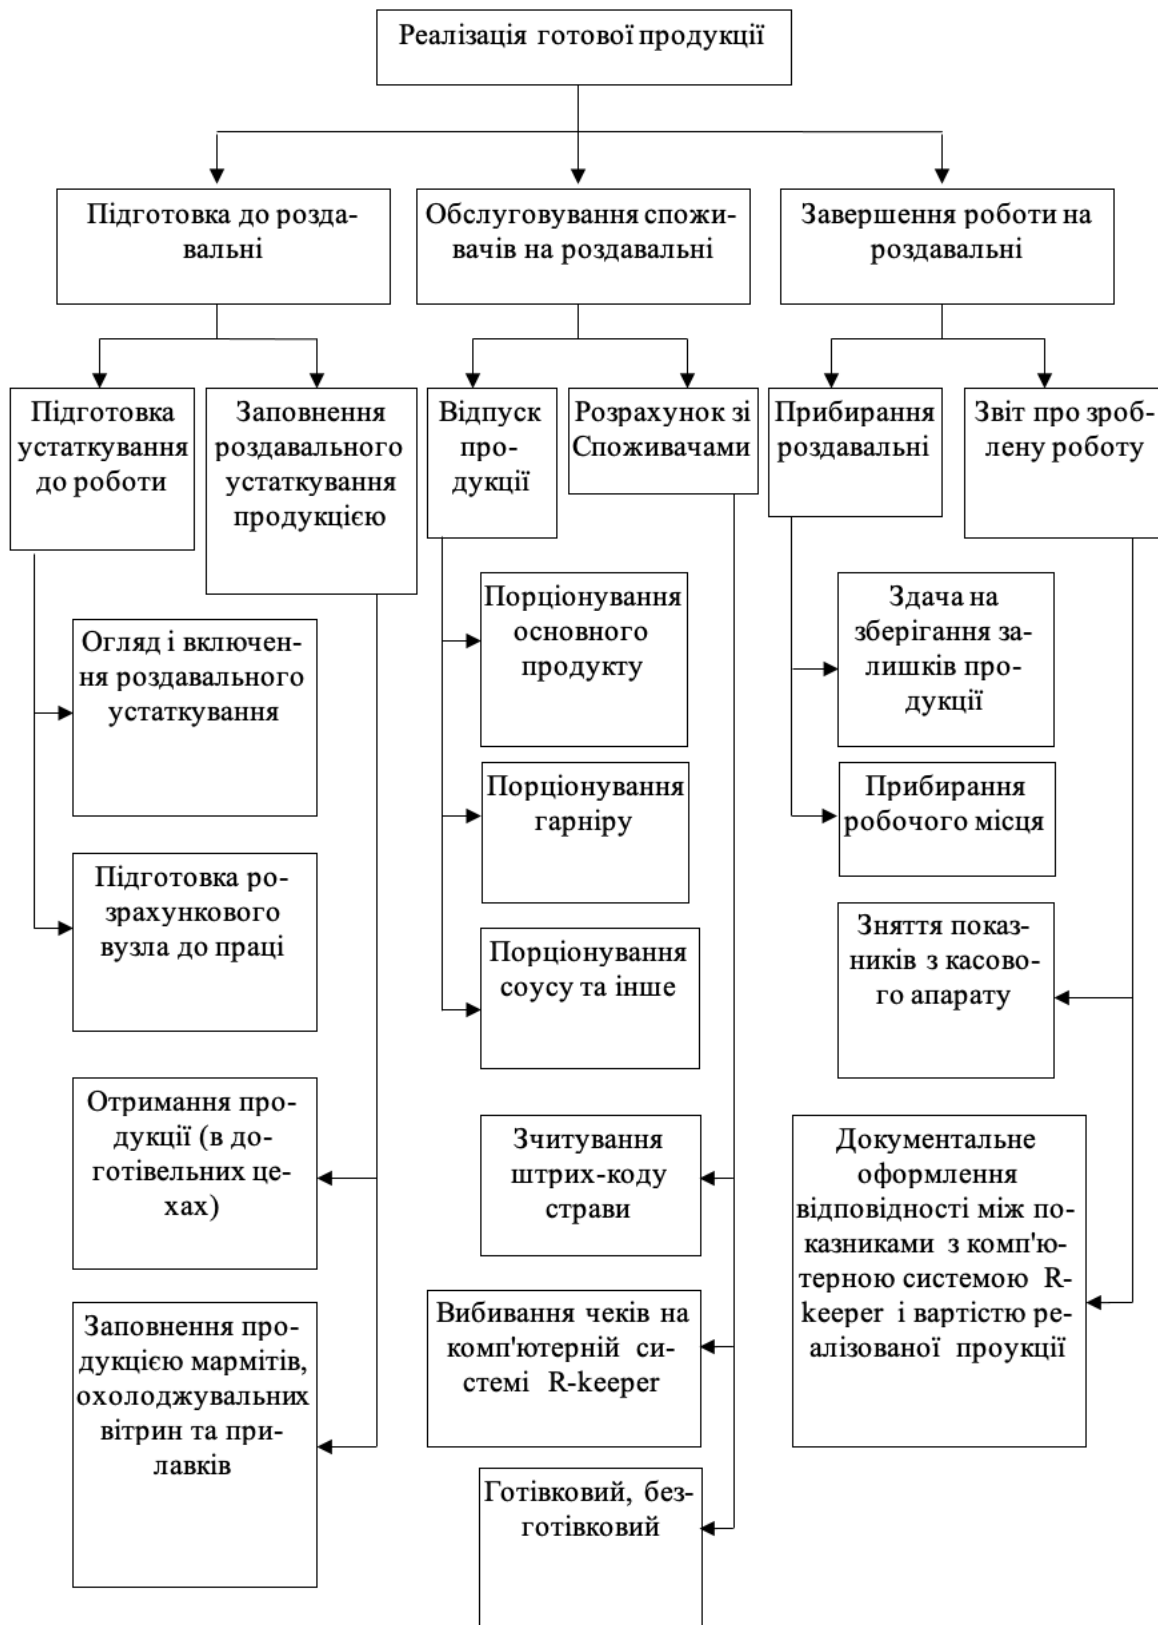 Реалізація готової продукції
Підготовка до розда-
вальні
Обслуговування спожи-
вачів на роздавальні
Завершення роботи на
роздавальні
Підготовка
устаткування
до роботи
Заповнення
роздавального
устаткування
продукцією
Відпуск
про-
дукції
Розрахунок зі
Споживачами
Прибирання
роздавальні
Звіт про зроб-
лену роботу
Огляд і включен-
ня роздавального
устаткування
Підготовка ро-
зрахункового
вузла до праці
Отримання про-
дукції (в до-
готівельних це-
хах)
Заповнення про-
дукцією мармітів,
охолоджувальних
вітрин та при-
лавків
Порціонування
основного
продукту
Порціонування
гарніру
Порціонування
соусу та інше
Зчитування
штрих-коду
страви
Вибивання чеків на
комп'ютерній си-
стемі R-keeper
Готівковий, без-
готівковий
Здача на
зберігання за-
лишків про-
дукції
Прибирання
робочого місця
Зняття показ-
ників з касово-
го апарату
Документальне
оформлення
відповідності між по-
казниками з комп'ю-
терною системою R-
keeper і вартістю ре-
алізованої проукції